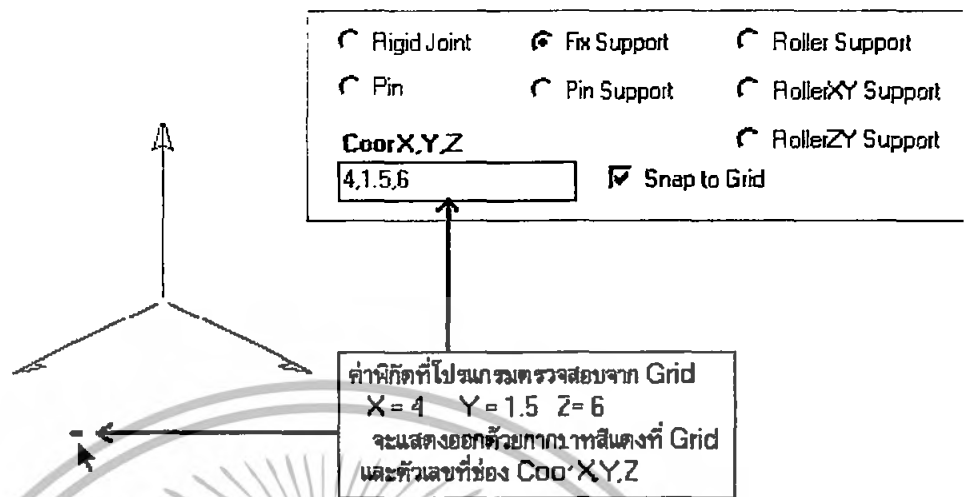 Rigid Joint Fix Support Roller Support
Pin Pin Support RollerXY Support
RollerZY Support
CoorX,Y,Z
4,1.5,6 Snap to Grid
ค่าพิกัดที่โปรแกรมตรวจสอบจาก Grid
X = 4 Y = 1.5 Z= 6
จะแสดงออกด้วยกากบาทสีแดงที่ Grid
และตัวเลขที่ช่อง Coor X,Y,Z